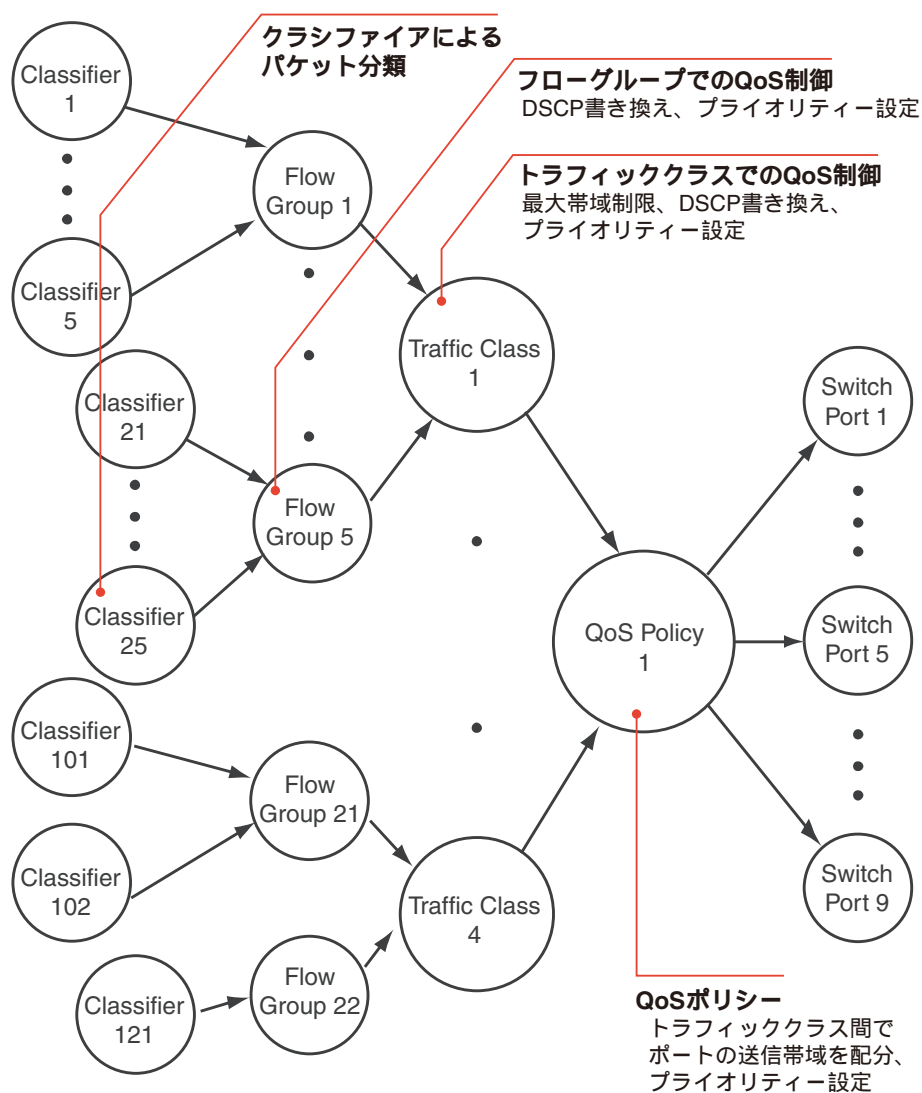 クラシファイアによる
パケット分類
フローグループでのQoS制御
DSCP書き換え、プライオリティー設定
トラフィッククラスでのQoS制御
最大帯域制限、DSCP書き換え、
プライオリティー設定
Classifier
1
Classifier
5
Classifier
21
Classifier
25
Classifier
101
Classifier
102
Classifier
121
Flow
Group 1
Flow
Group 5
Flow
Group 21
Flow
Group 22
Traffic Class
1
Traffic Class
4
QoS Policy
1
Switch
Port 1
Switch
Port 5
Switch
Port 9
QoSポリシー
トラフィッククラス間で
ポートの送信帯域を配分、
プライオリティー設定